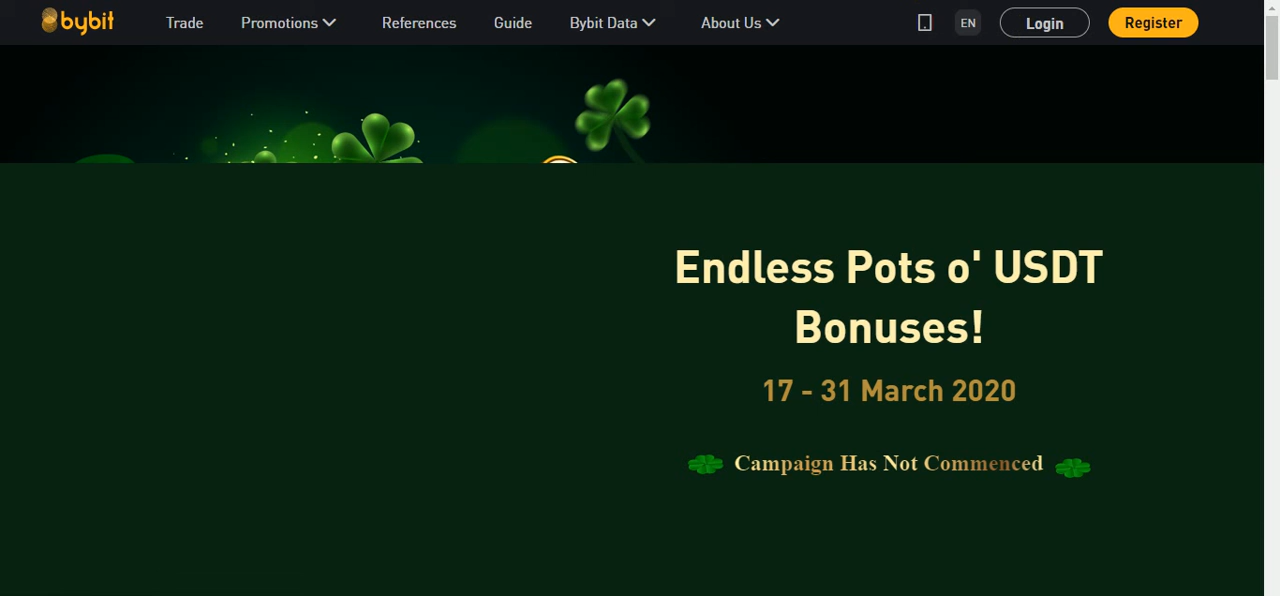 bybit Trade Promotions References Guide Bybit Data About Us EN Login Register
Endless Pots o' USDT
Bonuses!
17 - 31 March 2020
Campaign Has Not Commenced